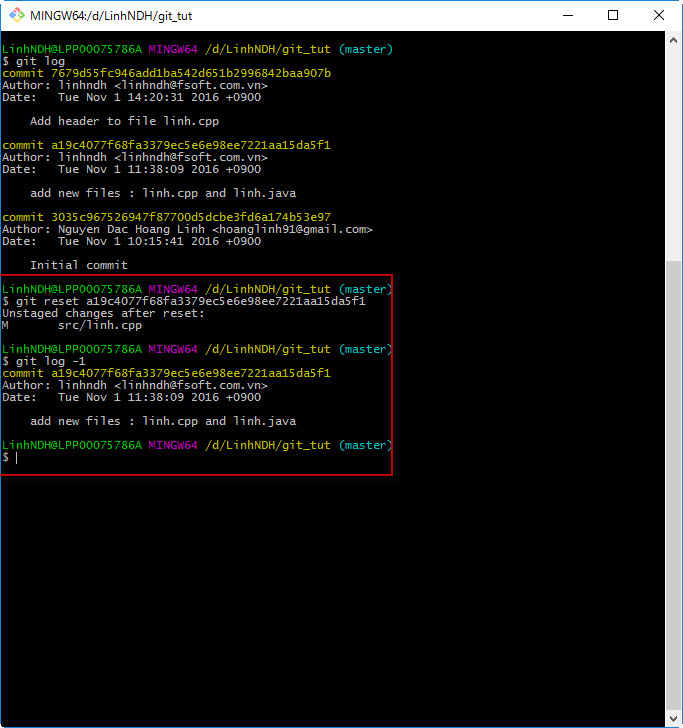 MINGW64:/d/LinhNDH/git_tut
LinhNDH@LPP00075786A MINGW64 /d/LinhNDH/git_tut (master)
$ git log
commit 7679d55fc946add1ba542d651b2996842baa907b
Author: linhndh <linhndh@fsoft.com.vn>
Date:   Tue Nov 1 14:20:31 2016 +0900
    Add header to file linh.cpp
commit a19c4077f68fa3379ec5e6e98ee7221aa15da5f1
Author: linhndh <linhndh@fsoft.com.vn>
Date:   Tue Nov 1 11:38:09 2016 +0900
    add new files : linh.cpp and linh.java
commit 3035c967526947f87700d5dcbe3fd6a174b53e97
Author: Nguyen Dac Hoang Linh <hoanglinh91@gmail.com>
Date:   Tue Nov 1 10:15:41 2016 +0900
    Initial commit
LinhNDH@LPP00075786A MINGW64 /d/LinhNDH/git_tut (master)
$ git reset a19c4077f68fa3379ec5e6e98ee7221aa15da5f1
Unstaged changes after reset:
M       src/linh.cpp
LinhNDH@LPP00075786A MINGW64 /d/LinhNDH/git_tut (master)
$ git log -1
commit a19c4077f68fa3379ec5e6e98ee7221aa15da5f1
Author: linhndh <linhndh@fsoft.com.vn>
Date:   Tue Nov 1 11:38:09 2016 +0900
    add new files : linh.cpp and linh.java
LinhNDH@LPP00075786A MINGW64 /d/LinhNDH/git_tut (master)
$